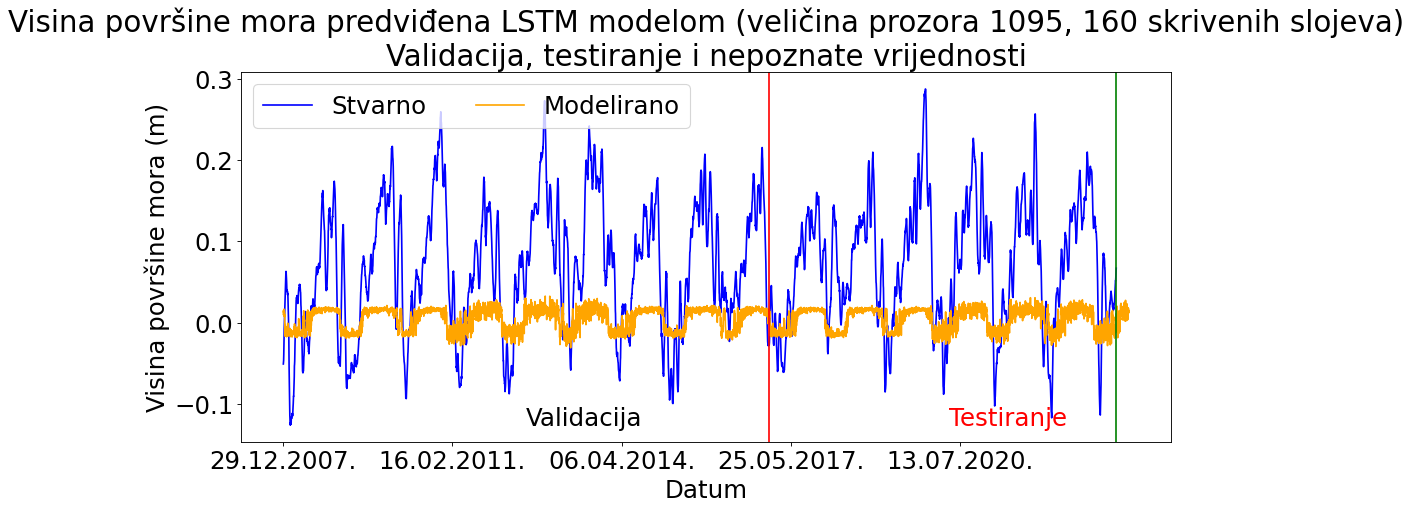 Visina površine mora predviđena LSTM modelom (veličina prozora 1095, 160 skrivenih slojeva)
Validacija, testiranje i nepoznate vrijednosti
Stvarno
Modelirano
Visina površine mora (m)
0.3
0.2
0.1
0.0
−0.1
Validacija
Testiranje
29.12.2007.
16.02.2011.
06.04.2014.
25.05.2017.
13.07.2020.
Datum